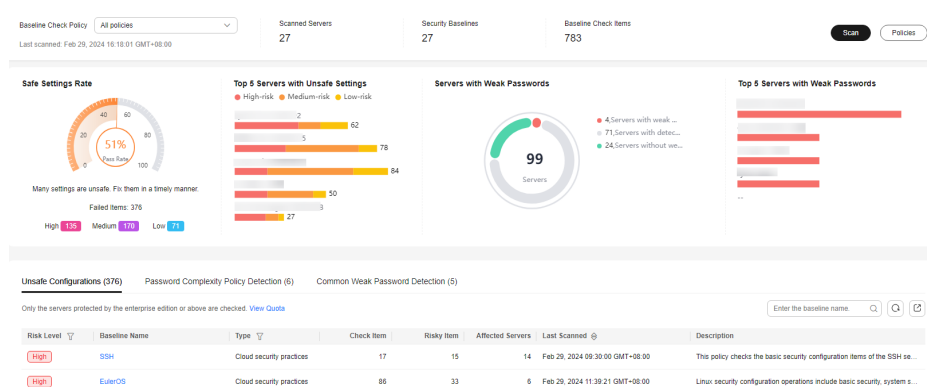 Baseline Check Policy All policies
Last scanned: Feb 29, 2024 16:18:01 GMT+08:00
Scanned Servers
27
Security Baselines
27
Baseline Check Items
783
Scan
Policies
Safe Settings Rate
0 20 40 60 80 100
51%
Pass Rate
Many settings are unsafe. Fix them in a timely manner.
Failed Items: 376
High 135 Medium 170 Low 71
Top 5 Servers with Unsafe Settings
High-risk Medium-risk Low-risk
2
62
5
78
84
50
3
27
Servers with Weak Passwords
99
Servers
4,Servers with weak ...
71,Servers with detec...
24,Servers without we...
Top 5 Servers with Weak Passwords
--
Unsafe Configurations (376) Password Complexity Policy Detection (6) Common Weak Password Detection (5)
Only the servers protected by the enterprise edition or above are checked. View Quota
Enter the baseline name.
Risk Level Baseline Name Type Check Item Risky Item Affected Servers Last Scanned Description
High SSH Cloud security practices 17 15 14 Feb 29, 2024 09:30:00 GMT+08:00 This policy checks the basic security configuration items of the SSH se...
High EulerOS Cloud security practices 86 33 6 Feb 29, 2024 11:39:21 GMT+08:00 Linux security configuration operations include basic security, system s...